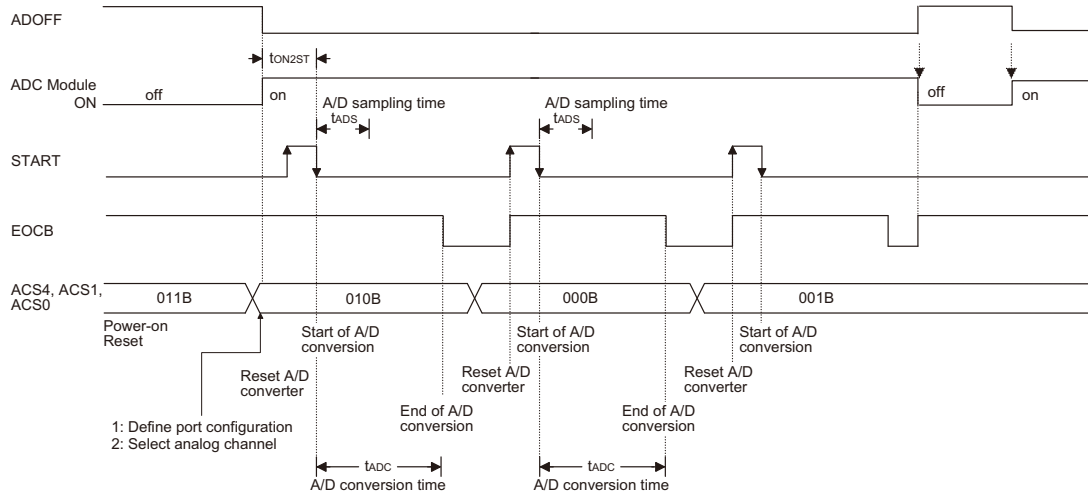 ADOFF
tON2ST
ADC Module
ON
off
on
off
on
A/D sampling time
tADS
A/D sampling time
tADS
START
EOCB
ACS4, ACS1,
ACS0
011B
010B
000B
001B
Power-on
Reset
Start of A/D
conversion
Start of A/D
conversion
Start of A/D
conversion
Reset A/D
converter
Reset A/D
converter
Reset A/D
converter
End of A/D
conversion
End of A/D
conversion
1: Define port configuration
2: Select analog channel
tADC
A/D conversion time
tADC
A/D conversion time